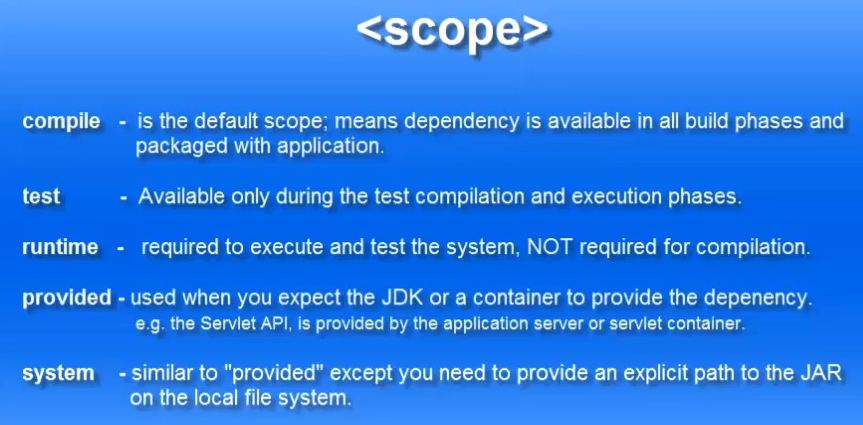 <scope>
compile - is the default scope; means dependency is available in all build phases and
packaged with application.
test - Available only during the test compilation and execution phases.
runtime - required to execute and test the system, NOT required for compilation.
provided - used when you expect the JDK or a container to provide the depenency.
e.g. the Servlet API, is provided by the application server or servlet container.
system - similar to "provided" except you need to provide an explicit path to the JAR
on the local file system.